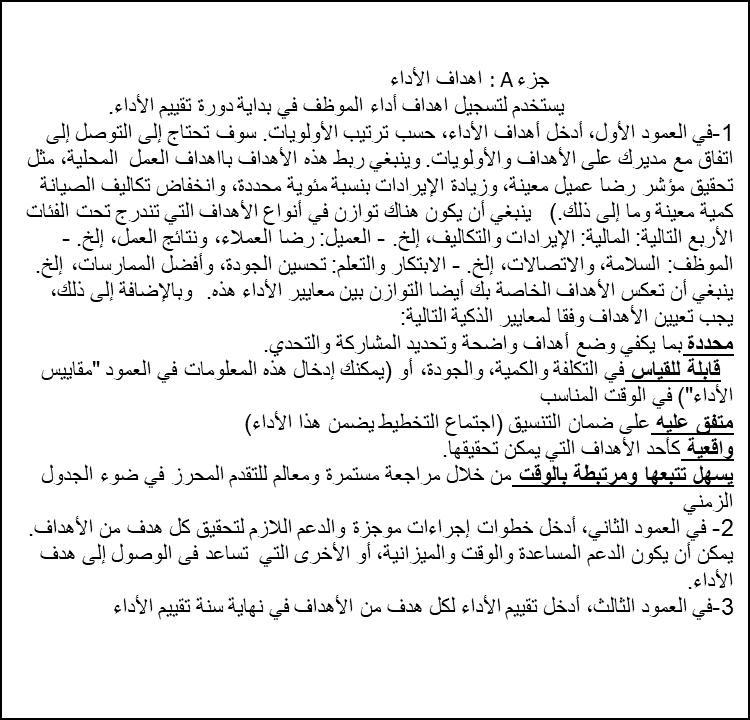 جزء A : اهداف الأداء
يستخدم لتسجيل اهداف أداء الموظف في بداية دورة تقييم الأداء.
1-في العمود الأول، أدخل أهداف الأداء، حسب ترتيب الأولويات. سوف تحتاج إلى التوصل إلى
اتفاق مع مديرك على الأهداف والأولويات. وينبغي ربط هذه الأهداف بااهداف العمل المحلية، مثل
تحقيق مؤشر رضا عميل معينة، وزيادة الإيرادات بنسبة مئوية محددة، وانخفاض تكاليف الصيانة
كمية معينة وما إلى ذلك.) ينبغي أن يكون هناك توازن في أنواع الأهداف التي تندرج تحت الفئات
الأربع التالية: المالية: الإيرادات والتكاليف، إلخ. - العميل: رضا العملاء، ونتائج العمل، إلخ. -
الموظف: السلامة، والاتصالات، إلخ. - الابتكار والتعلم: تحسين الجودة، وأفضل الممارسات، إلخ.
ينبغي أن تعكس الأهداف الخاصة بك أيضا التوازن بين معايير الأداء هذه. وبالإضافة إلى ذلك،
يجب تعيين الأهداف وفقا لمعايير الذكية التالية:
محددة بما يكفي وضع أهداف واضحة وتحديد المشاركة والتحدي.
قابلة للقياس في التكلفة والكمية، والجودة، أو (يمكنك إدخال هذه المعلومات في العمود "مقاييس
الأداء") في الوقت المناسب
متفق عليه على ضمان التنسيق (اجتماع التخطيط يضمن هذا الأداء)
واقعية كأحد الأهداف التي يمكن تحقيقها.
يسهل تتبعها ومرتبطة بالوقت من خلال مراجعة مستمرة ومعالم للتقدم المحرز في ضوء الجدول
الزمني
2- في العمود الثاني، أدخل خطوات إجراءات موجزة والدعم اللازم لتحقيق كل هدف من الأهداف.
يمكن أن يكون الدعم المساعدة والوقت والميزانية، أو الأخرى التي تساعد فى الوصول إلى هدف
الأداء.
3-في العمود الثالث، أدخل تقييم الأداء لكل هدف من الأهداف في نهاية سنة تقييم الأداء